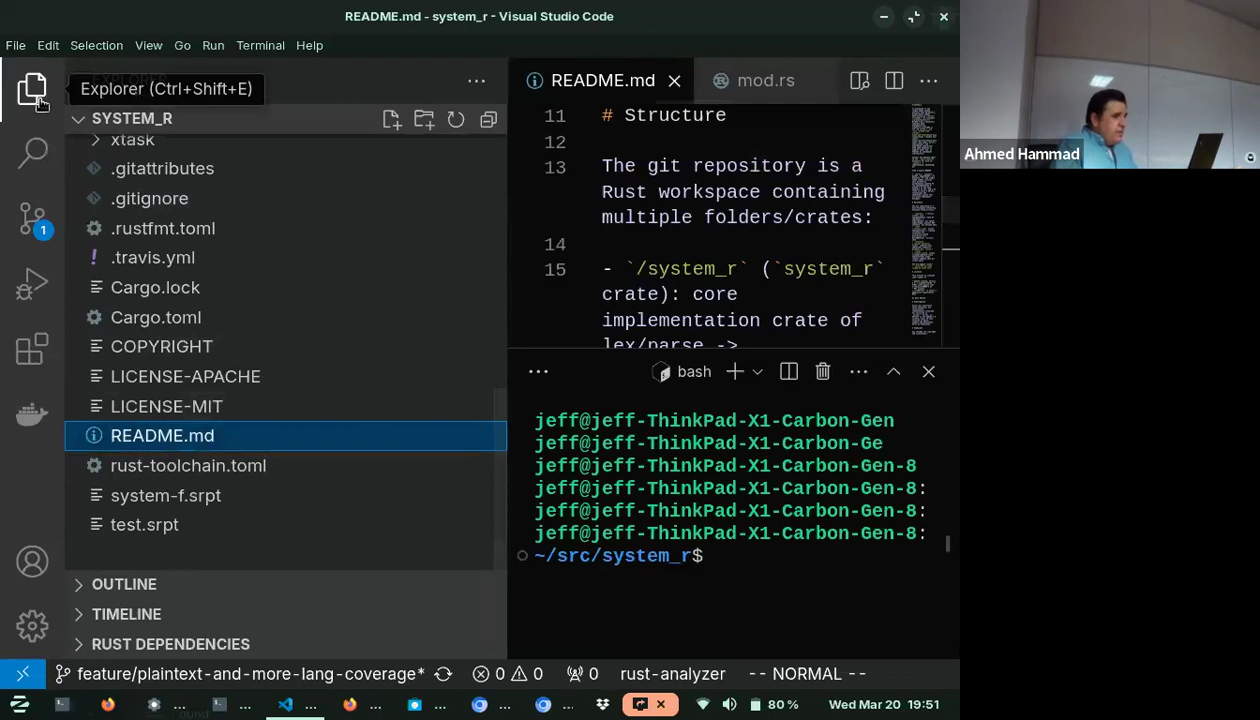 README.md - system_r - Visual Studio Code
File Edit Selection View Go Run Terminal Help
Explorer (Ctrl+Shift+E)
SYSTEM_R
xtask
.gitattributes
.gitignore
.rustfmt.toml
.travis.yml
Cargo.lock
Cargo.toml
COPYRIGHT
LICENSE-APACHE
LICENSE-MIT
README.md
rust-toolchain.toml
system-f.srpt
test.srpt
OUTLINE
TIMELINE
RUST DEPENDENCIES
1
README.md mod.rs
11 # Structure
12
13 The git repository is a
Rust workspace containing
multiple folders/crates:
14
15 - `/system_r` (`system_r`
crate): core
implementation crate of
lex/parse ->
bash
jeff@jeff-ThinkPad-X1-Carbon-Gen
jeff@jeff-ThinkPad-X1-Carbon-Ge
jeff@jeff-ThinkPad-X1-Carbon-Gen-8
jeff@jeff-ThinkPad-X1-Carbon-Gen-8:
jeff@jeff-ThinkPad-X1-Carbon-Gen-8:
jeff@jeff-ThinkPad-X1-Carbon-Gen-8:
~/src/system_r$
feature/plaintext-and-more-lang-coverage* 0 0 0 rust-analyzer -- NORMAL --
80 % Wed Mar 20 19:51
Ahmed Hammad